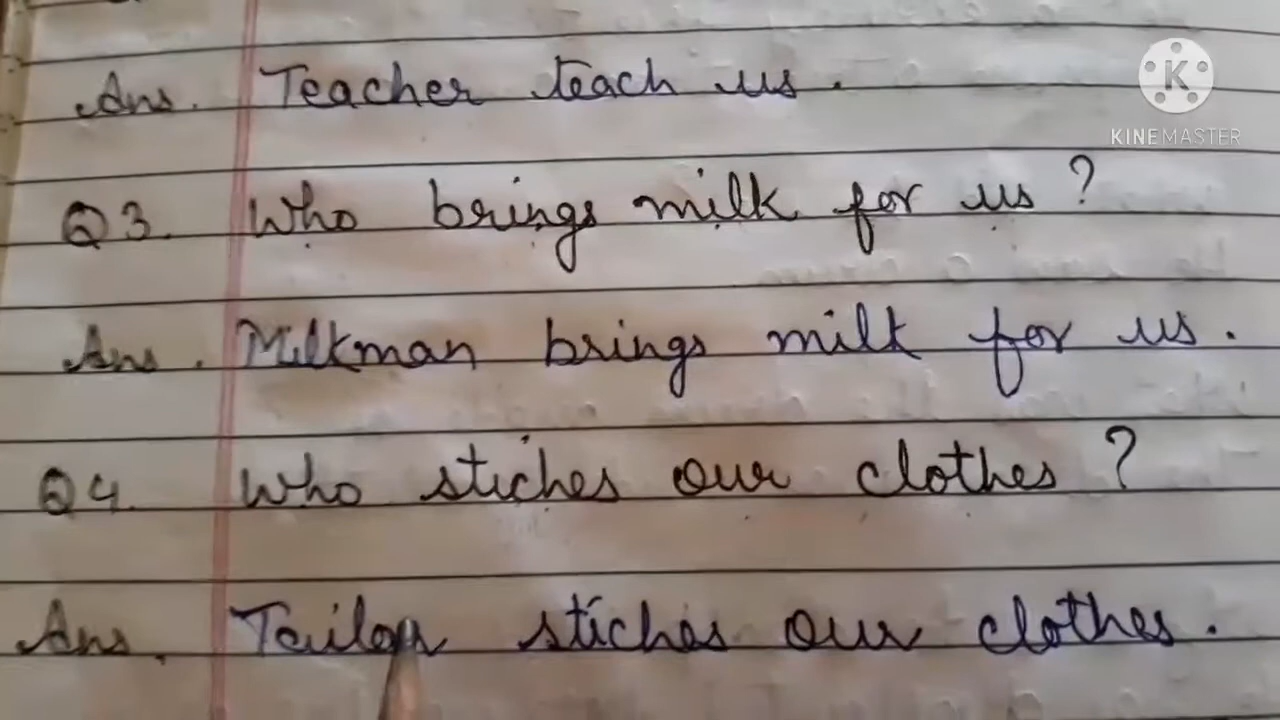 Ans. Teacher teach us.
K
KINEMASTER
Q3. Who brings milk for us ?
Ans. Milkman brings milk for us.
Q4. Who stiches our clothes ?
Ans. Tailor stiches our clothes.